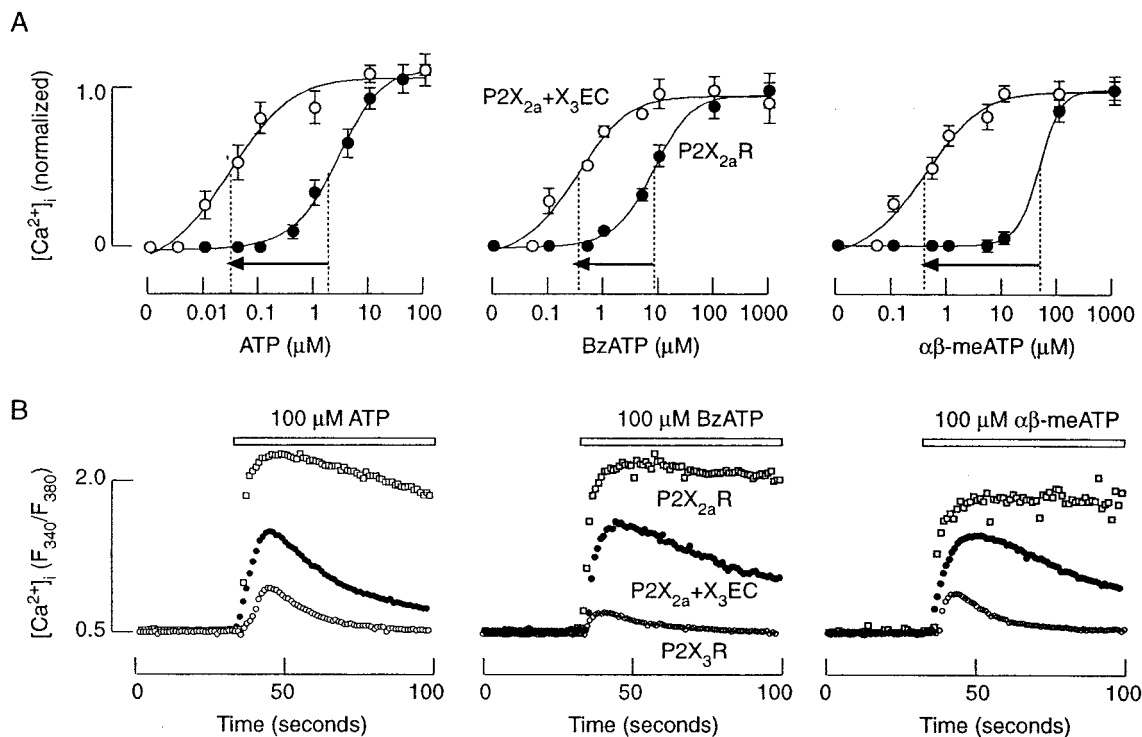 A
[Ca²⁺]ᵢ (normalized)
1.0
0
P2X₂ₐ+X₃EC
P2X₂ₐR
0 0.01 0.1 1 10 100
ATP (μM)
0 0.1 1 10 100 1000
BzATP (μM)
0 0.1 1 10 100 1000
αβ-meATP (μM)
B
100 μM ATP
100 μM BzATP
100 μM αβ-meATP
[Ca²⁺]ᵢ (F₃₄₀/F₃₈₀)
2.0
0.5
P2X₂ₐR
P2X₂ₐ+X₃EC
P2X₃R
0 50 100
Time (seconds)
0 50 100
Time (seconds)
0 50 100
Time (seconds)